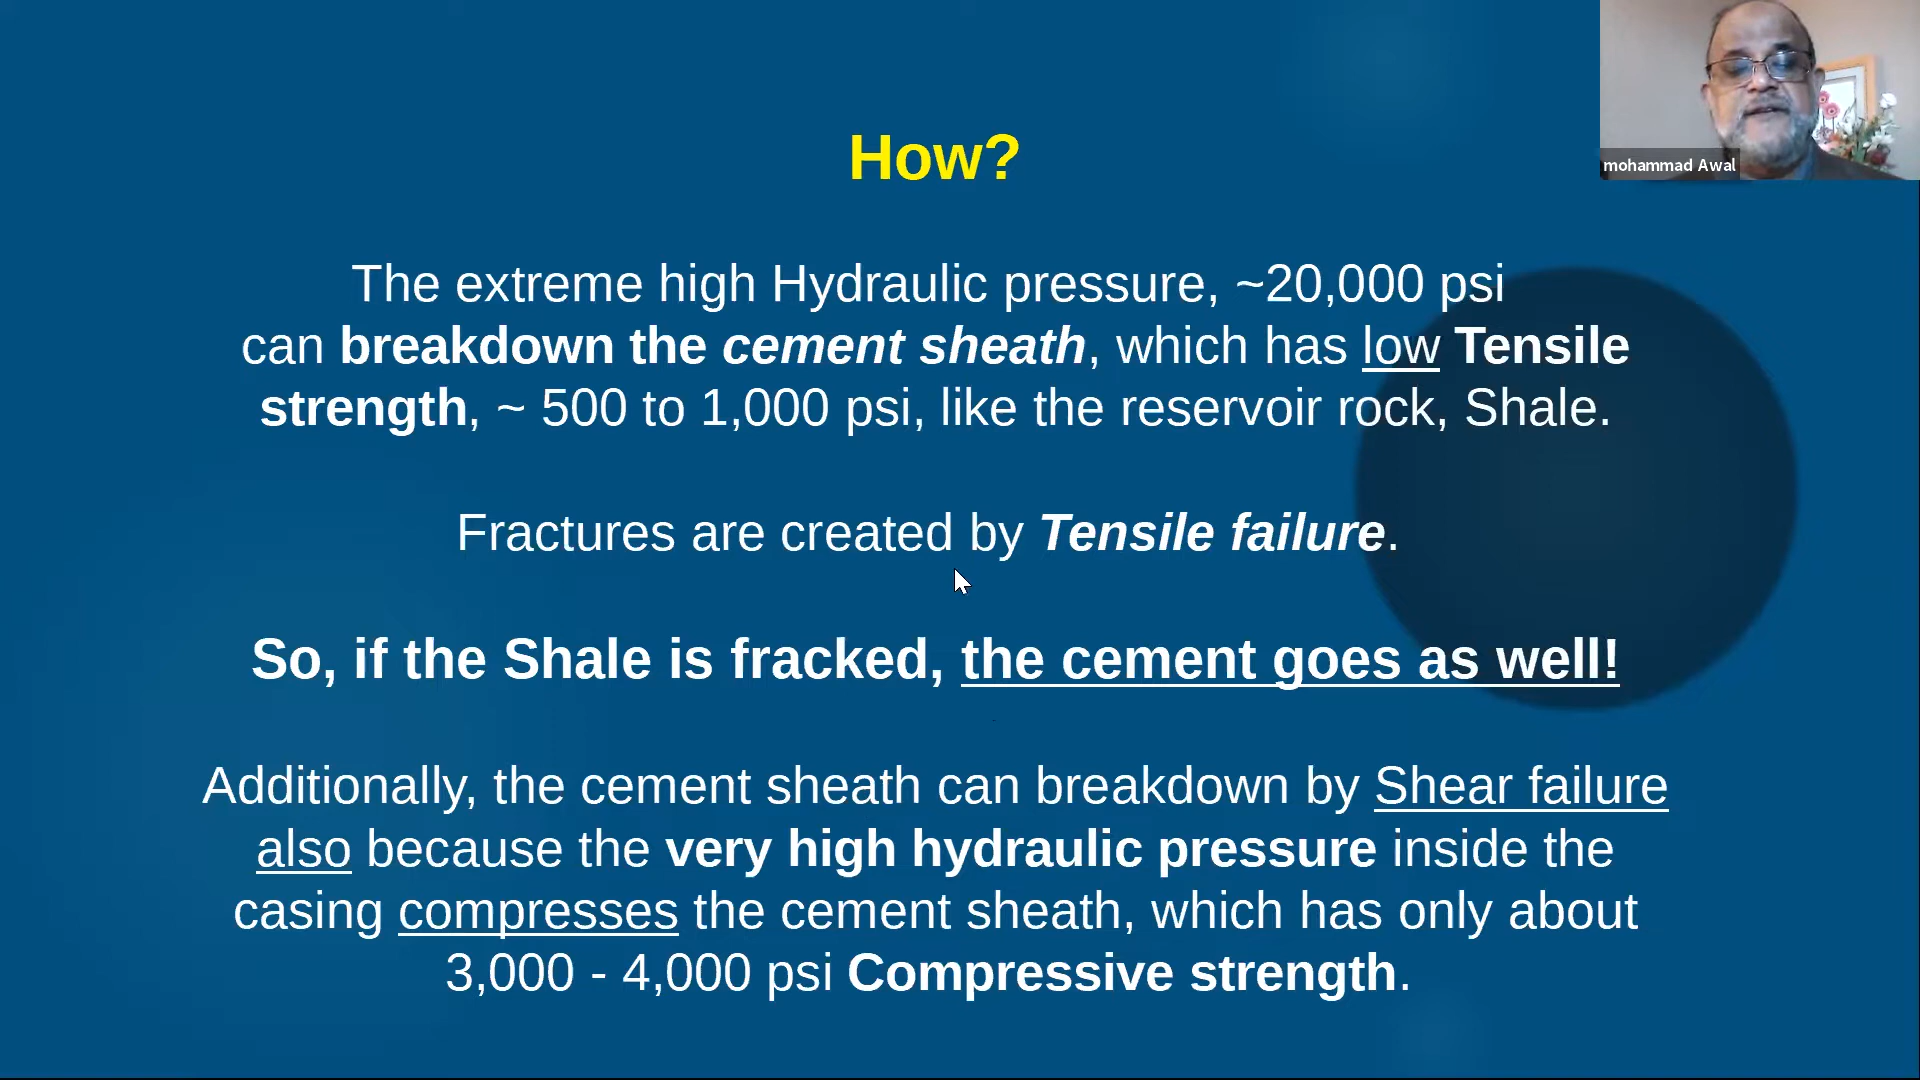 mohammad Awal
How?
The extreme high Hydraulic pressure, ~20,000 psi
can breakdown the cement sheath, which has low Tensile
strength, ~ 500 to 1,000 psi, like the reservoir rock, Shale.
Fractures are created by Tensile failure.
So, if the Shale is fracked, the cement goes as well!
Additionally, the cement sheath can breakdown by Shear failure
also because the very high hydraulic pressure inside the
casing compresses the cement sheath, which has only about
3,000 - 4,000 psi Compressive strength.